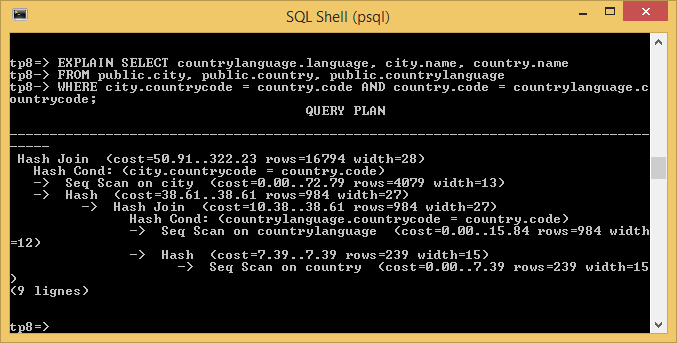 SQL Shell (psql)
tp8=> EXPLAIN SELECT countrylanguage.language, city.name, country.name
tp8-> FROM public.city, public.country, public.countrylanguage
tp8-> WHERE city.countrycode = country.code AND country.code = countrylanguage.c
ountrycode;
QUERY PLAN
--------------------------------------------------------------------------------
-----
Hash Join  (cost=50.91..322.23 rows=16794 width=28)
Hash Cond: (city.countrycode = country.code)
->  Seq Scan on city  (cost=0.00..72.79 rows=4079 width=13)
->  Hash  (cost=38.61..38.61 rows=984 width=27)
->  Hash Join  (cost=10.38..38.61 rows=984 width=27)
Hash Cond: (countrylanguage.countrycode = country.code)
->  Seq Scan on countrylanguage  (cost=0.00..15.84 rows=984 width
=12)
->  Hash  (cost=7.39..7.39 rows=239 width=15)
->  Seq Scan on country  (cost=0.00..7.39 rows=239 width=15
)
(9 lignes)
tp8=>